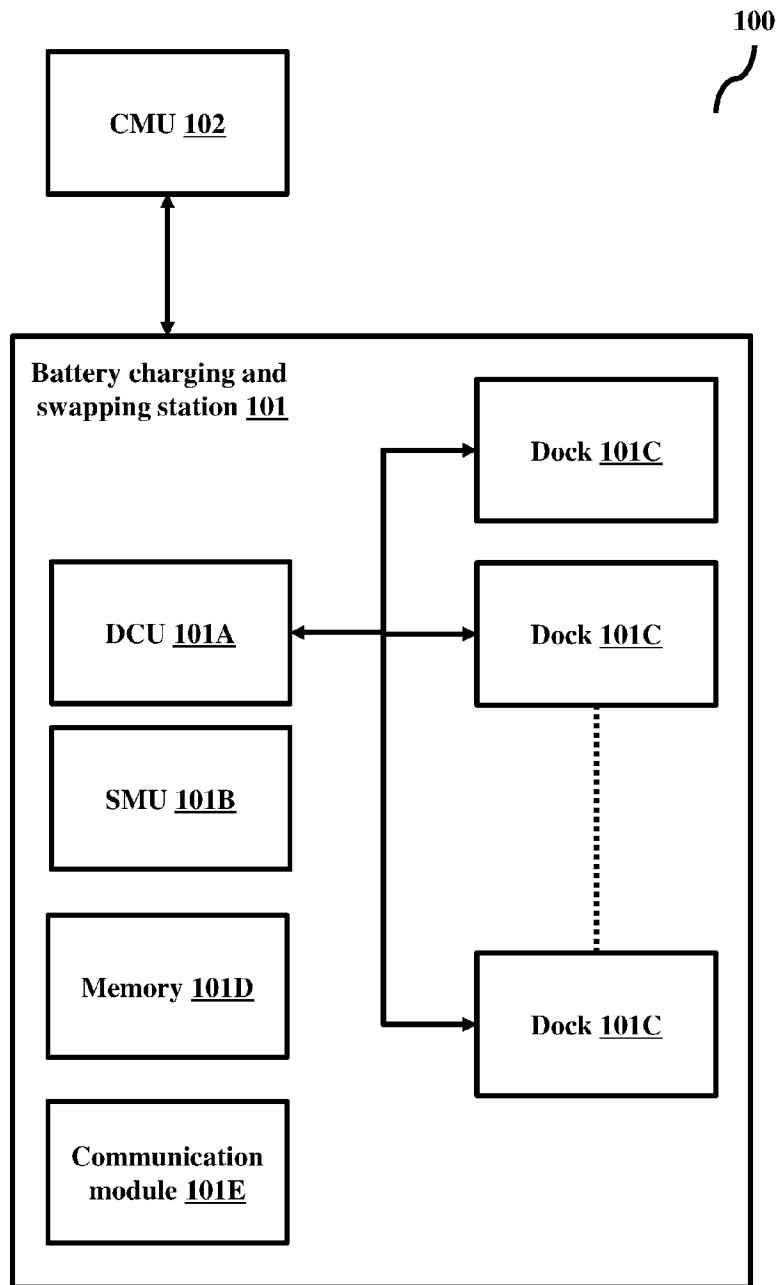 100
CMU 102
Battery charging and
swapping station 101
Dock 101C
DCU 101A
Dock 101C
SMU 101B
Memory 101D
Dock 101C
Communication
module 101E